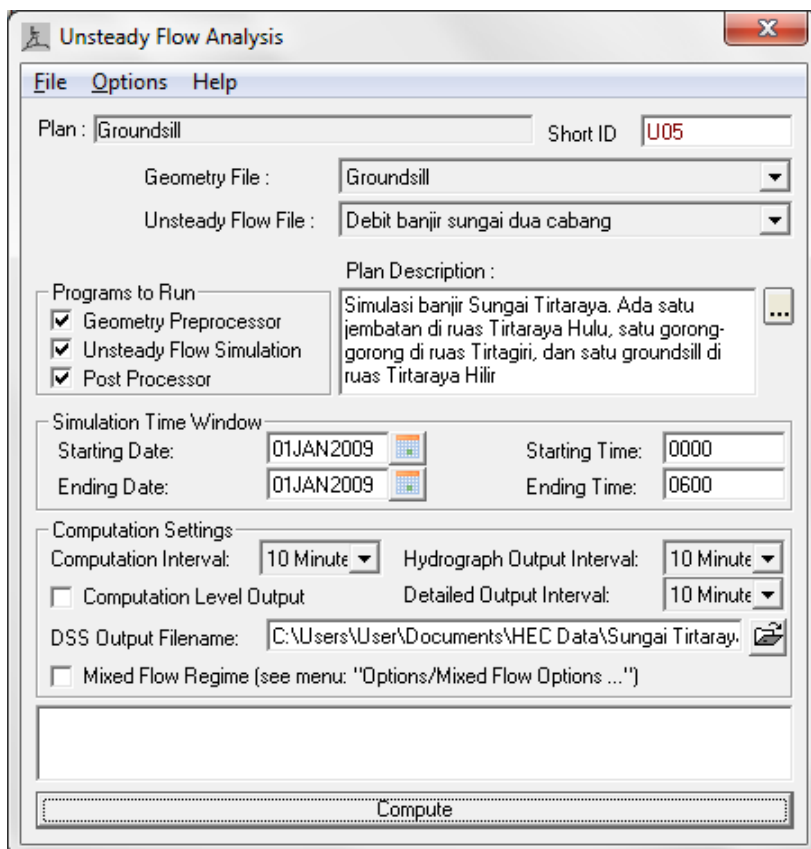 Unsteady Flow Analysis
File Options Help
Plan : Groundsill Short ID U05
Geometry File : Groundsill
Unsteady Flow File : Debit banjir sungai dua cabang
Plan Description :
Programs to Run
Geometry Preprocessor
Unsteady Flow Simulation
Post Processor
Simulasi banjir Sungai Tirtaraya. Ada satu
jembatan di ruas Tirtaraya Hulu, satu gorong-
gorong di ruas Tirtagiri, dan satu groundsill di
ruas Tirtaraya Hilir
...
Simulation Time Window
Starting Date: 01JAN2009 Starting Time: 0000
Ending Date: 01JAN2009 Ending Time: 0600
Computation Settings
Computation Interval: 10 Minute Hydrograph Output Interval: 10 Minute
Computation Level Output Detailed Output Interval: 10 Minute
DSS Output Filename: C:\Users\User\Documents\HEC Data\Sungai Tirtaray
Mixed Flow Regime (see menu: "Options/Mixed Flow Options ...")
Compute